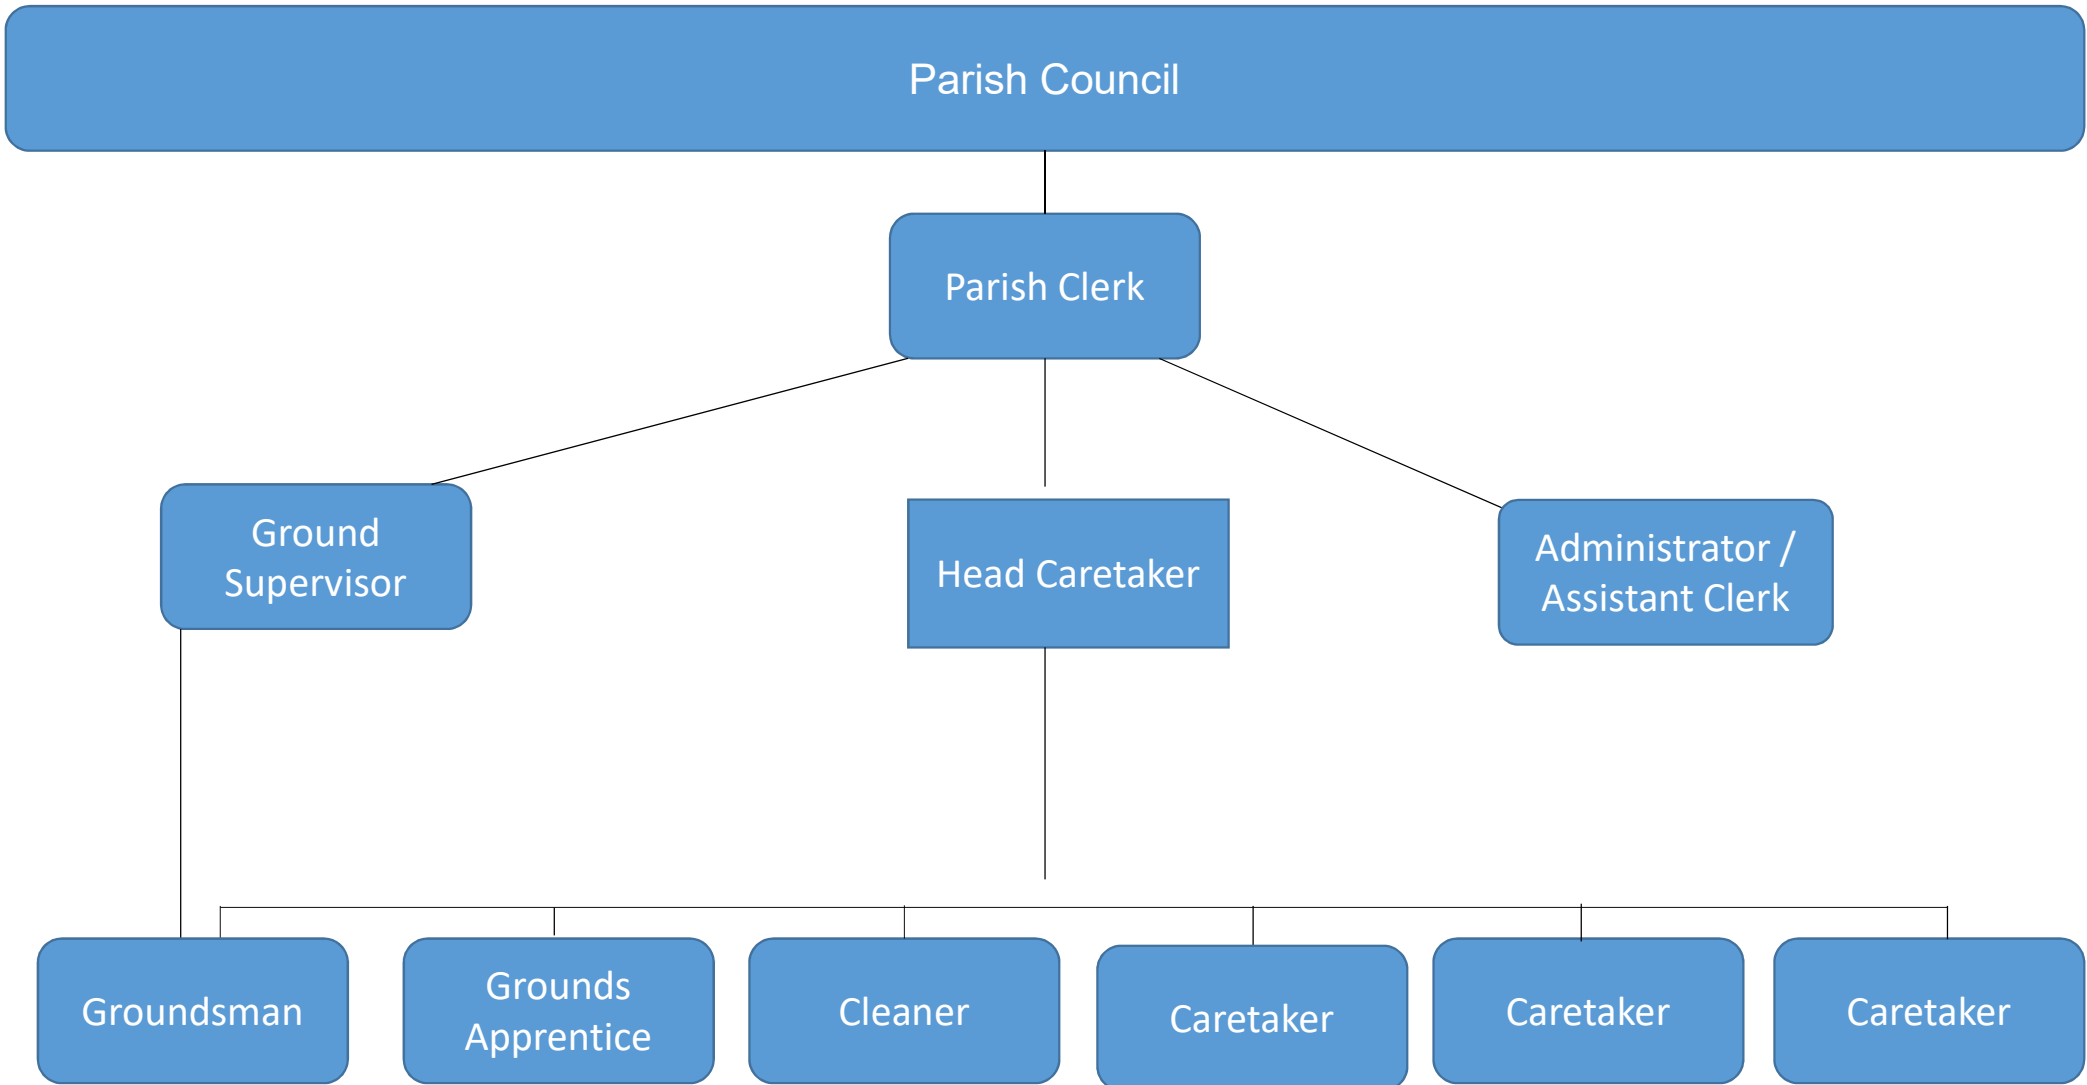 Parish Council
Parish Clerk
Ground
Supervisor
Head Caretaker
Administrator /
Assistant Clerk
Groundsman
Grounds
Apprentice
Cleaner
Caretaker
Caretaker
Caretaker